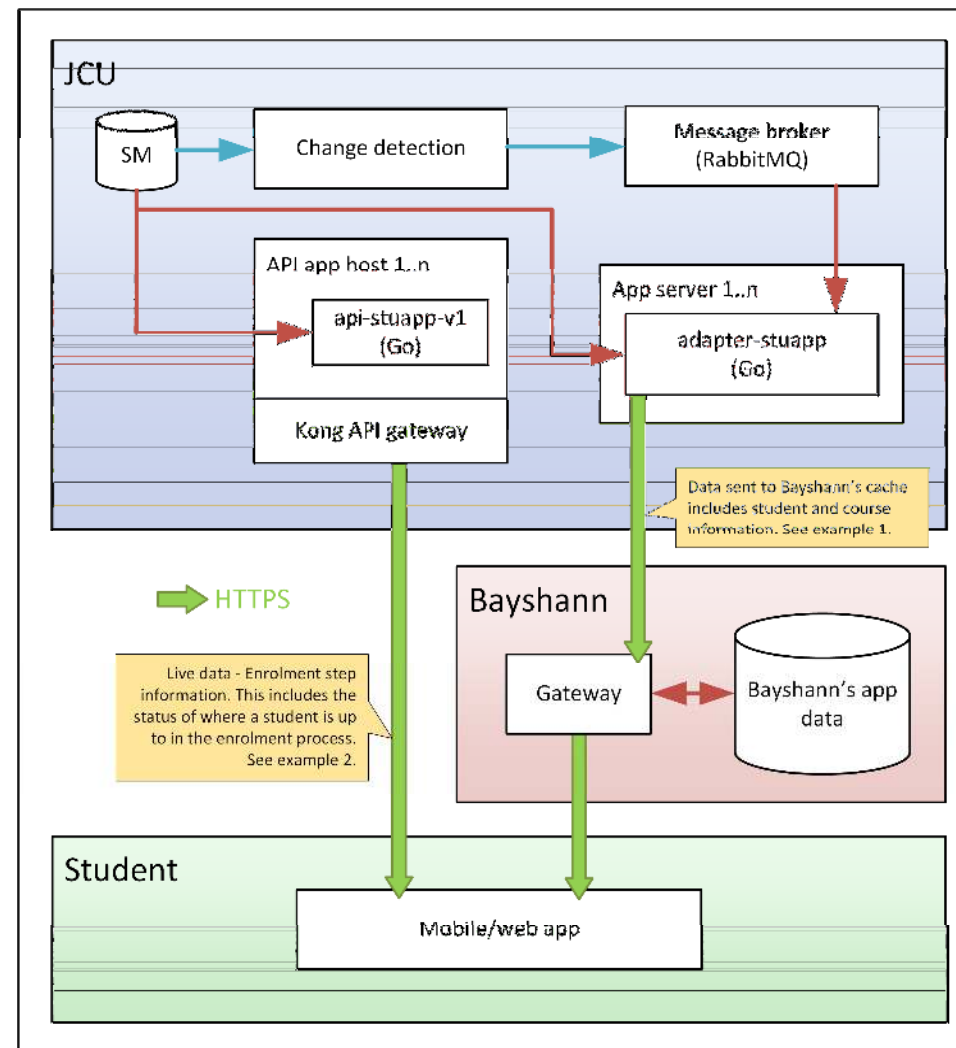 JCU
SM
Change detection
Message broker
(RabbitMQ)
API app host 1..n
api-stuapp-v1
(Go)
Kong API gateway
App server 1..n
adapter-stuapp
(Go)
Data sent to Bayshann's cache
includes student and course
information. See example 1.
HTTPS
Bayshann
Live data - Enrolment step
information. This includes the
status of where a student is up
to in the enrolment process.
See example 2.
Gateway
Bayshann's app
data
Student
Mobile/web app